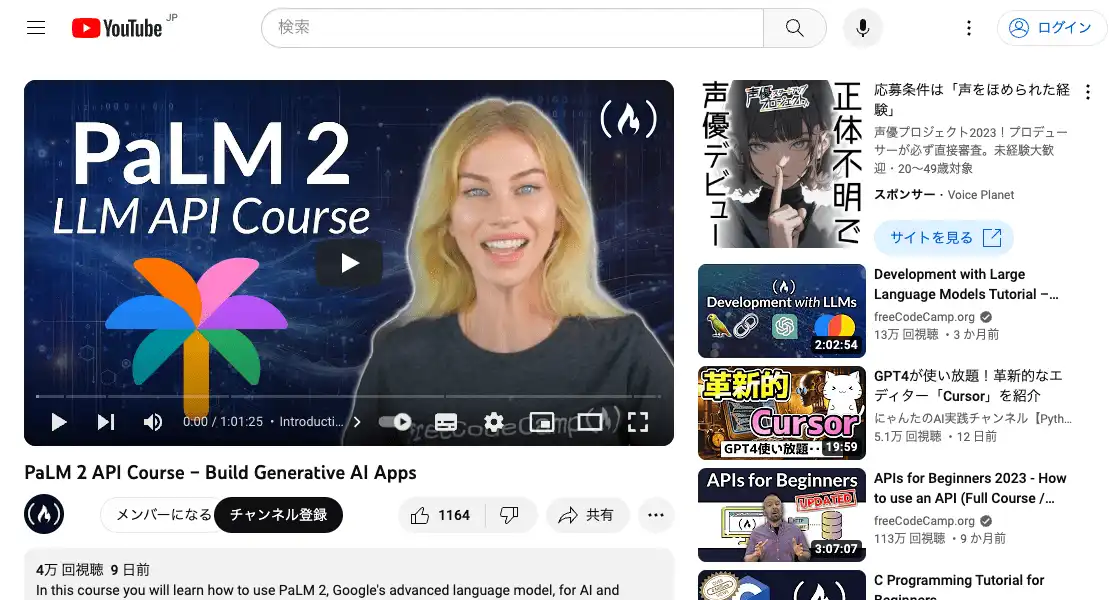 YouTube JP
検索
ログイン
PaLM 2
LLM API Course
freeCodeCamp
0:00 / 1:01:25 • Introducti...
PaLM 2 API Course – Build Generative AI Apps
メンバーになる
チャンネル登録
1164
共有
4万 回視聴 9 日前
In this course you will learn how to use PaLM 2, Google's advanced language model, for AI and
声優スターティングプロジェクト
正体不明で
声優デビュー
応募条件は「声をほめられた経
験」
声優プロジェクト2023！プロデュー
サーが必ず直接審査。未経験大歓
迎・20〜49歳対象
スポンサー・Voice Planet
サイトを見る
Development with LLMs
2:02:54
Development with Large
Language Models Tutorial –...
freeCodeCamp.org
13万 回視聴・3 か月前
革新的
Cursor
GPT4使い放題・・
19:59
GPT4が使い放題！革新的なエ
ディター「Cursor」を紹介
にゃんたのAI実践チャンネル【Pyth...
5.1万 回視聴・12 日前
APIs for Beginners
UPDATED
HTTP
3:07:07
APIs for Beginners 2023 - How
to use an API (Full Course /...
freeCodeCamp.org
113万 回視聴・9 か月前
C
C Programming Tutorial for
Beginners